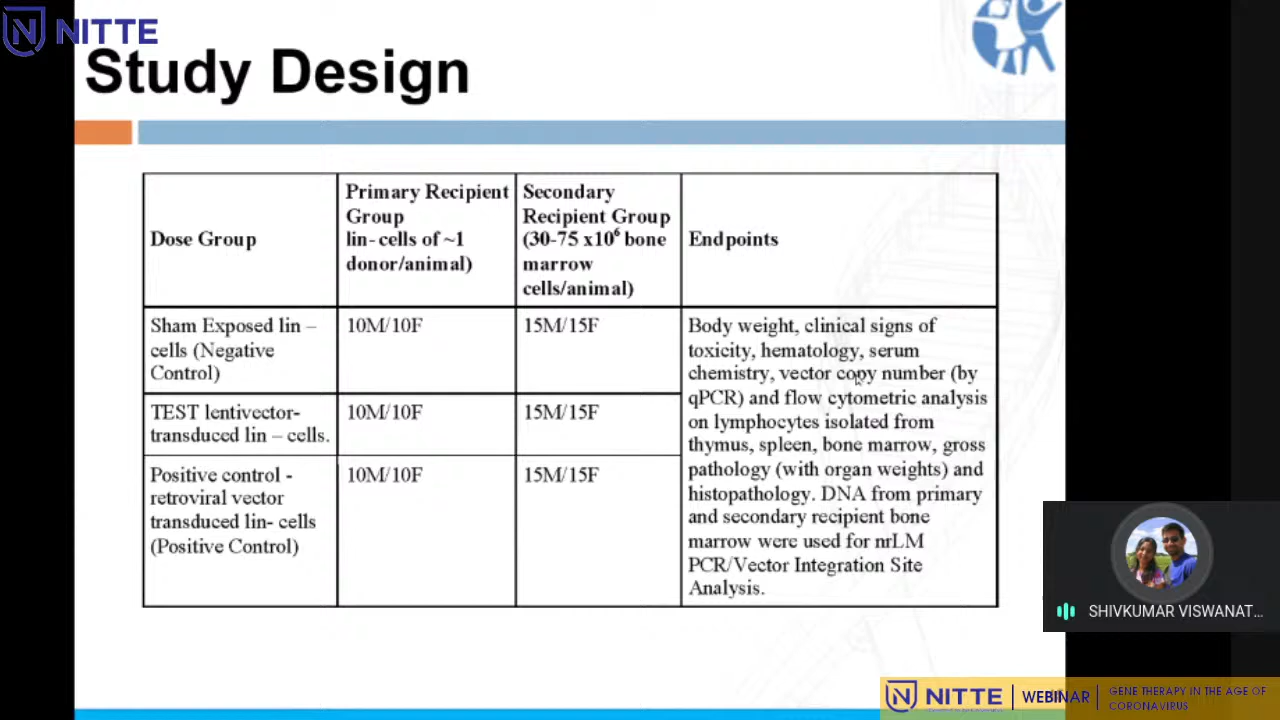 NITTE
Study Design
Dose Group
Primary Recipient
Group
lin- cells of ~1
donor/animal)
Secondary
Recipient Group
(30-75 x10⁶ bone
marrow
cells/animal)
Endpoints
Sham Exposed lin –
cells (Negative
Control)
10M/10F
15M/15F
Body weight, clinical signs of
toxicity, hematology, serum
chemistry, vector copy number (by
qPCR) and flow cytometric analysis
on lymphocytes isolated from
thymus, spleen, bone marrow, gross
pathology (with organ weights) and
histopathology. DNA from primary
and secondary recipient bone
marrow were used for nrLM
PCR/Vector Integration Site
Analysis.
TEST lentivector-
transduced lin – cells.
10M/10F
15M/15F
Positive control -
retroviral vector
transduced lin- cells
(Positive Control)
10M/10F
15M/15F
SHIVKUMAR VISWANAT...
NITTE
WEBINAR
GENE THERAPY IN THE AGE OF
CORONAVIRUS